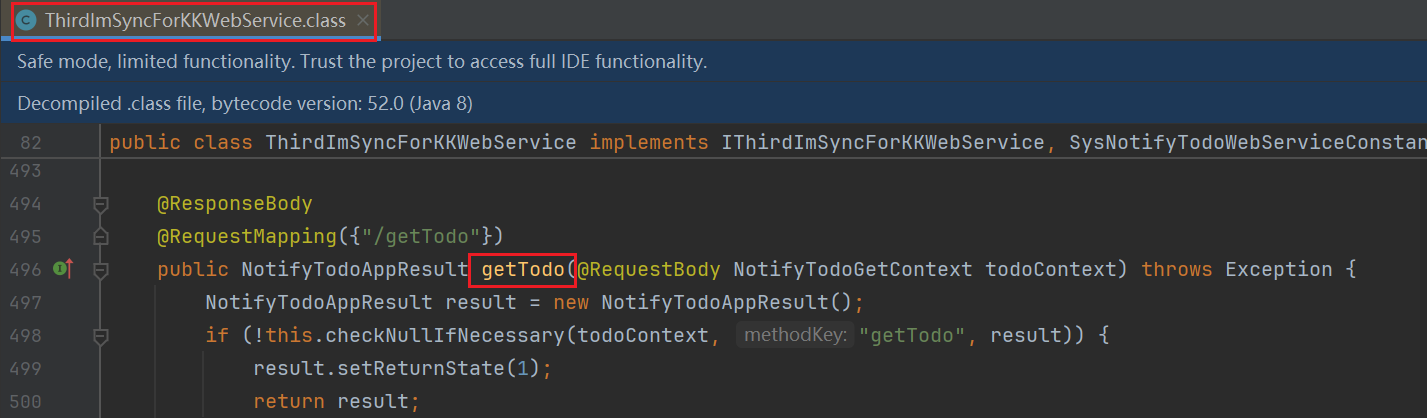 C ThirdImSyncForKKWebService.class ×
Safe mode, limited functionality. Trust the project to access full IDE functionality.
Decompiled .class file, bytecode version: 52.0 (Java 8)
82 public class ThirdImSyncForKKWebService implements IThirdImSyncForKKWebService, SysNotifyTodoWebServiceConstan
493
494 @ResponseBody
495 @RequestMapping({"/getTodo"})
496 I public NotifyTodoAppResult getTodo(@RequestBody NotifyTodoGetContext todoContext) throws Exception {
497 NotifyTodoAppResult result = new NotifyTodoAppResult();
498 if (!this.checkNullIfNecessary(todoContext, methodKey: "getTodo", result)) {
499 result.setReturnState(1);
500 return result;